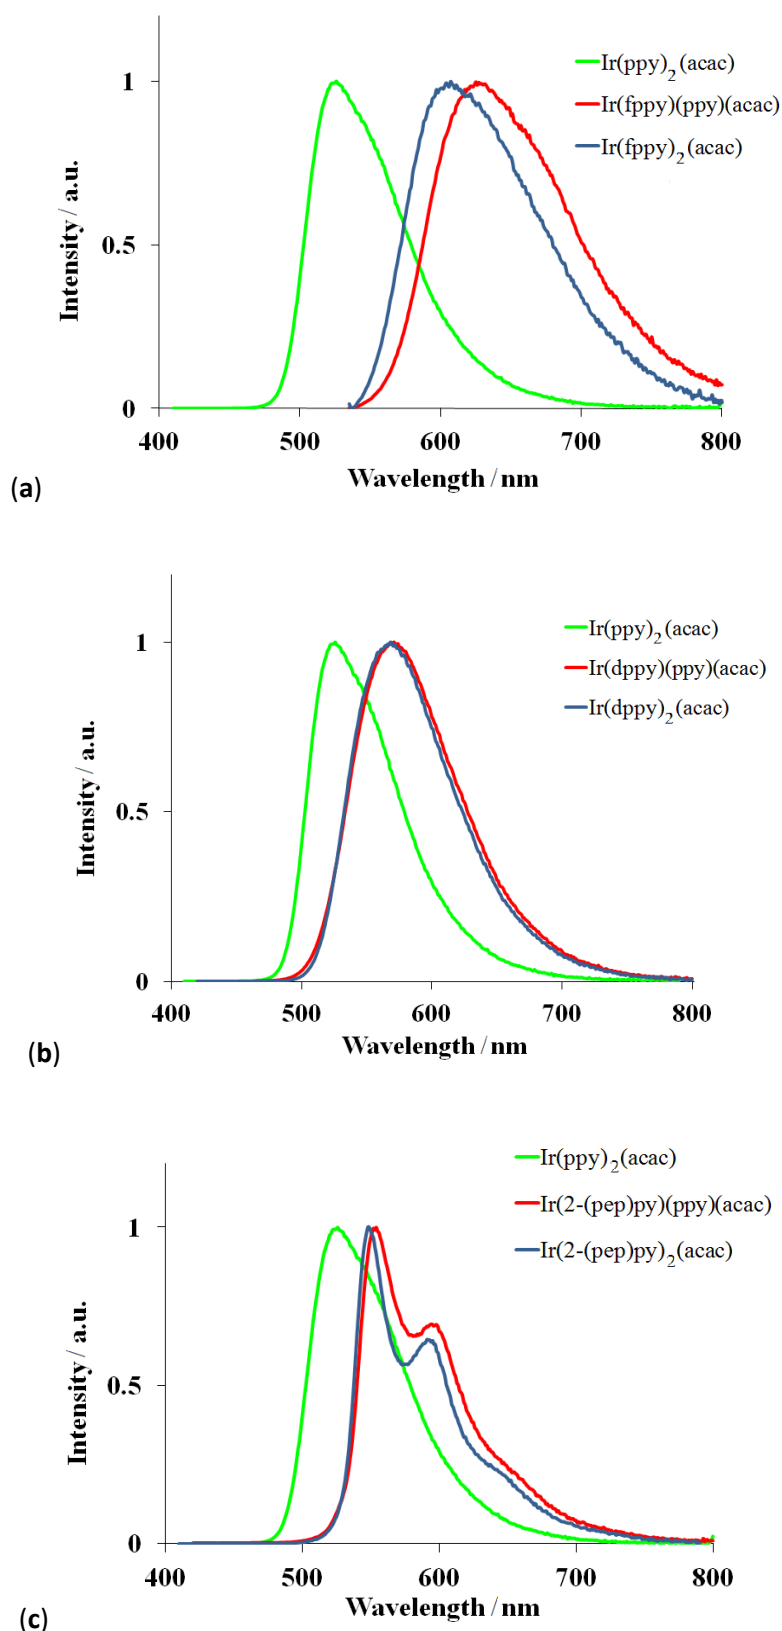 Ir(ppy)2(acac)
Ir(fppy)(ppy)(acac)
Ir(fppy)2(acac)
Intensity / a.u.
1
0.5
0
400 500 600 700 800
Wavelength / nm
(a)
Ir(ppy)2(acac)
Ir(dppy)(ppy)(acac)
Ir(dppy)2(acac)
Intensity / a.u.
1
0.5
0
400 500 600 700 800
Wavelength / nm
(b)
Ir(ppy)2(acac)
Ir(2-(pep)py)(ppy)(acac)
Ir(2-(pep)py)2(acac)
Intensity / a.u.
1
0.5
0
400 500 600 700 800
Wavelength / nm
(c)